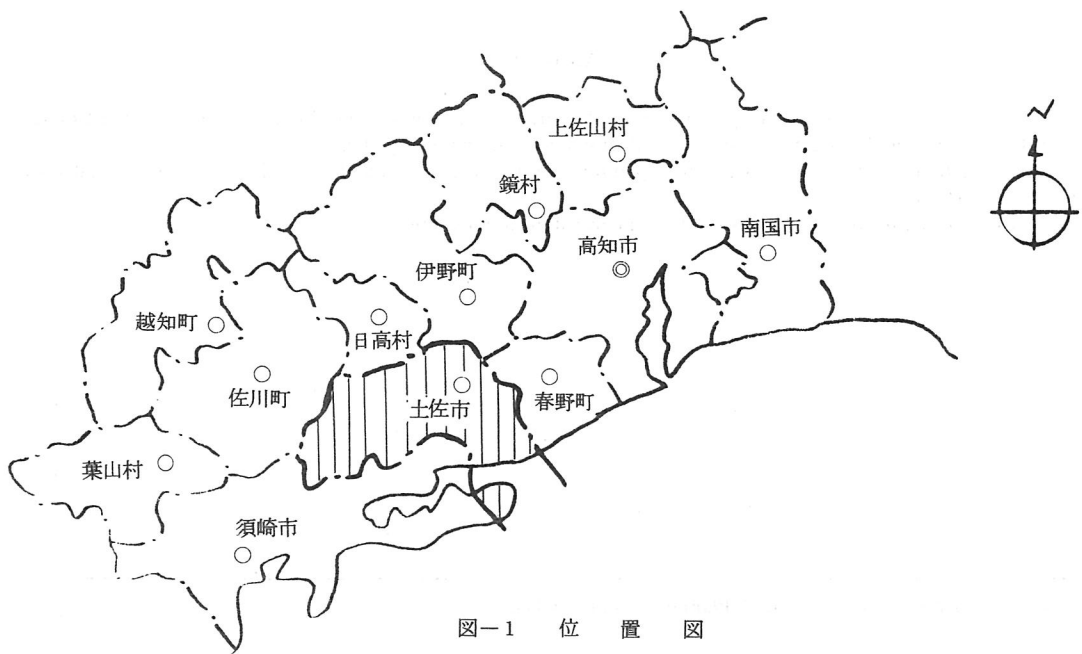 上佐山村
鏡村
高知市
南国市
伊野町
越知町
日高村
佐川町
土佐市
春野町
葉山村
須崎市
N
図－1 位置図